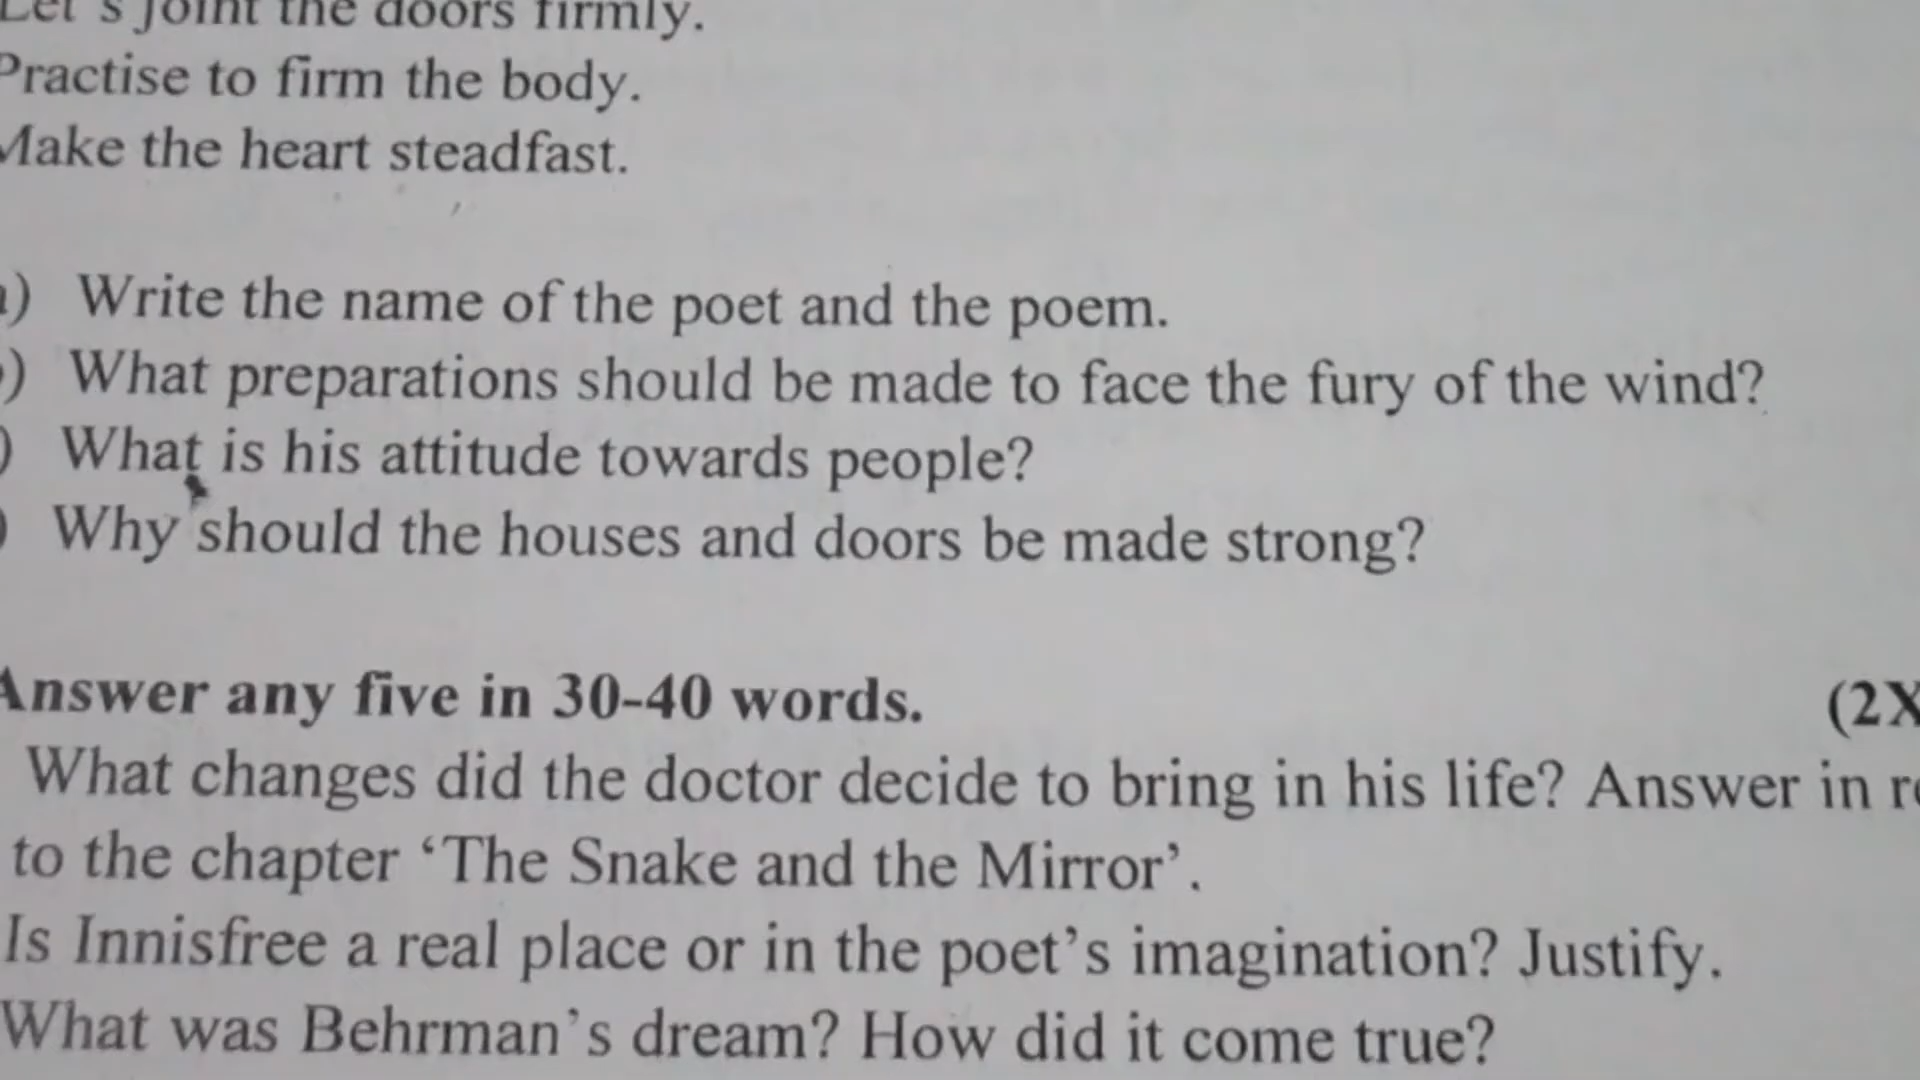 Let's joint the doors firmly.
Practise to firm the body.
Make the heart steadfast.
) Write the name of the poet and the poem.
) What preparations should be made to face the fury of the wind?
) What is his attitude towards people?
) Why should the houses and doors be made strong?
Answer any five in 30-40 words. (2X
What changes did the doctor decide to bring in his life? Answer in
to the chapter ‘The Snake and the Mirror’.
Is Innisfree a real place or in the poet’s imagination? Justify.
What was Behrman’s dream? How did it come true?